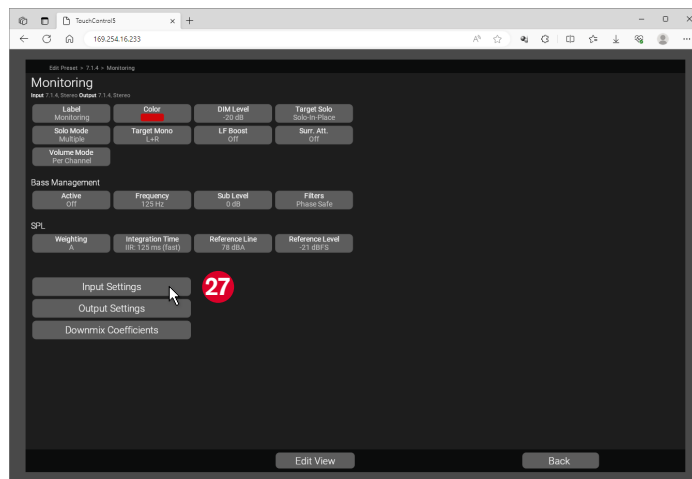 TouchControl5
169.254.16.233
Edit Preset > 7.1.4 > Monitoring
Monitoring
Input 7.1.4, Stereo Output 7.1.4, Stereo
Label
Monitoring
Color
DIM Level
-20 dB
Target Solo
Solo-In-Place
Solo Mode
Multiple
Target Mono
L+R
LF Boost
Off
Surr. Att.
Off
Volume Mode
Per Channel
Bass Management
Active
Off
Frequency
125 Hz
Sub Level
0 dB
Filters
Phase Safe
SPL
Weighting
A
Integration Time
IIR: 125 ms (fast)
Reference Line
78 dBA
Reference Level
-21 dBFS
Input Settings
27
Output Settings
Downmix Coefficients
Edit View
Back